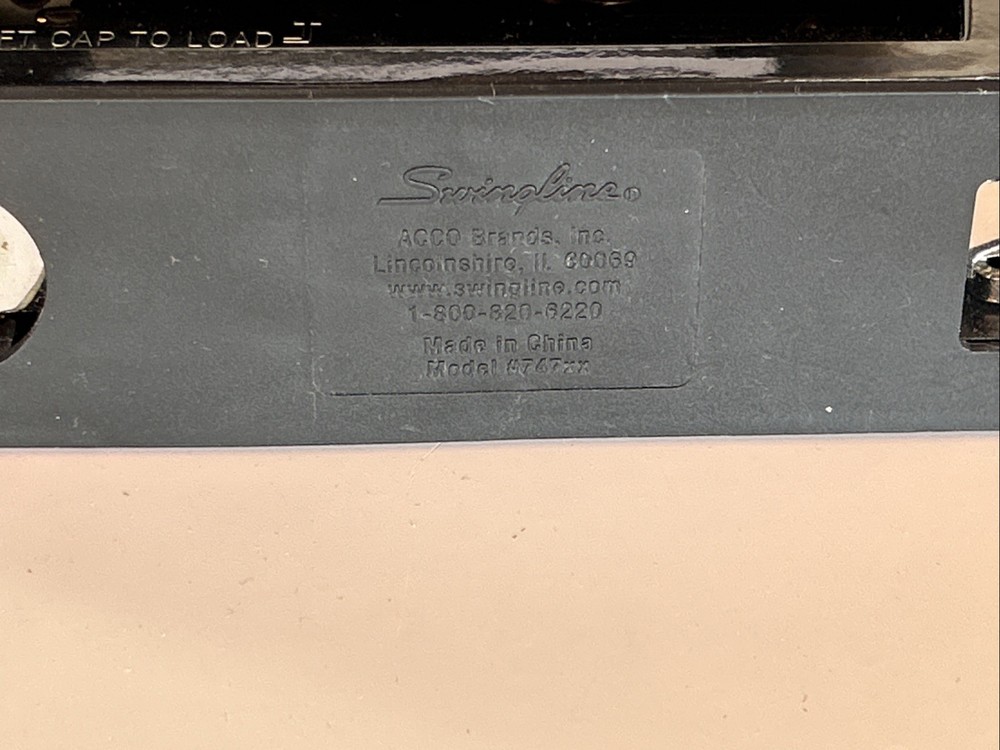 FT CAP TO LOAD
Swingline®
ACCO Brands, Inc.
Lincolnshire, IL 60069
www.swingline.com
1-800-820-6220
Made in China
Model #747xx